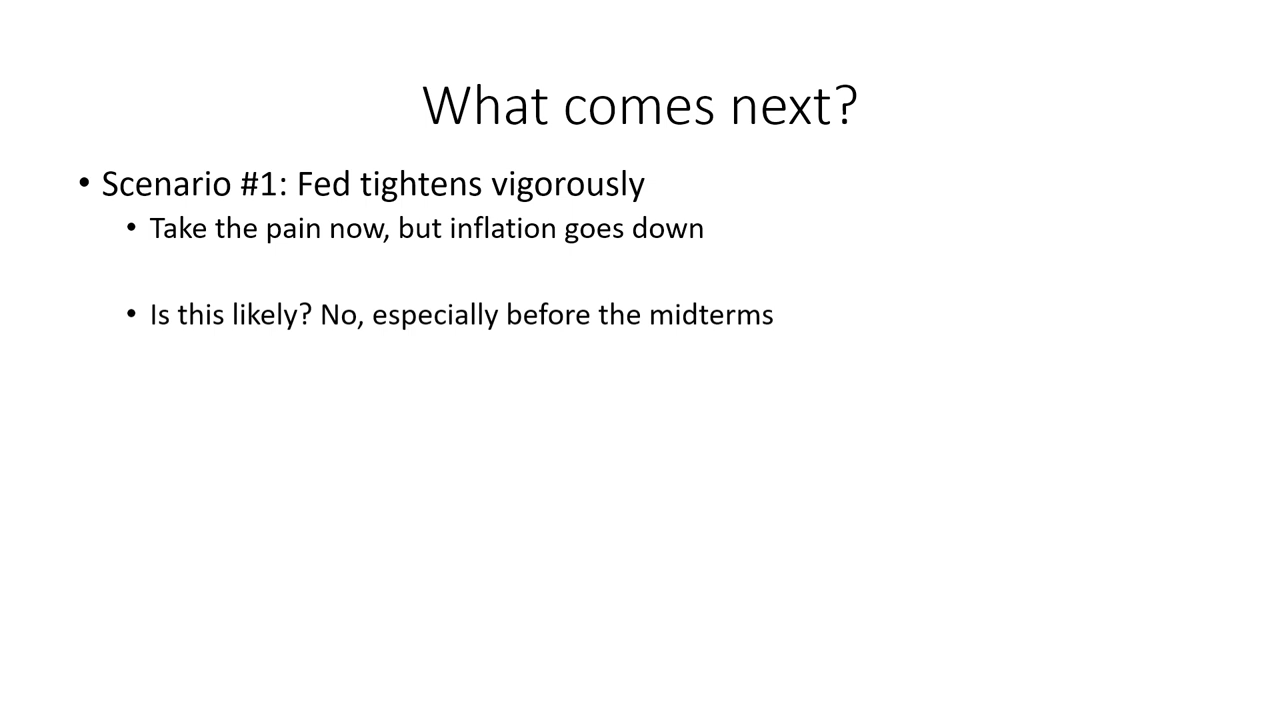 What comes next?
• Scenario #1: Fed tightens vigorously
• Take the pain now, but inflation goes down
• Is this likely? No, especially before the midterms